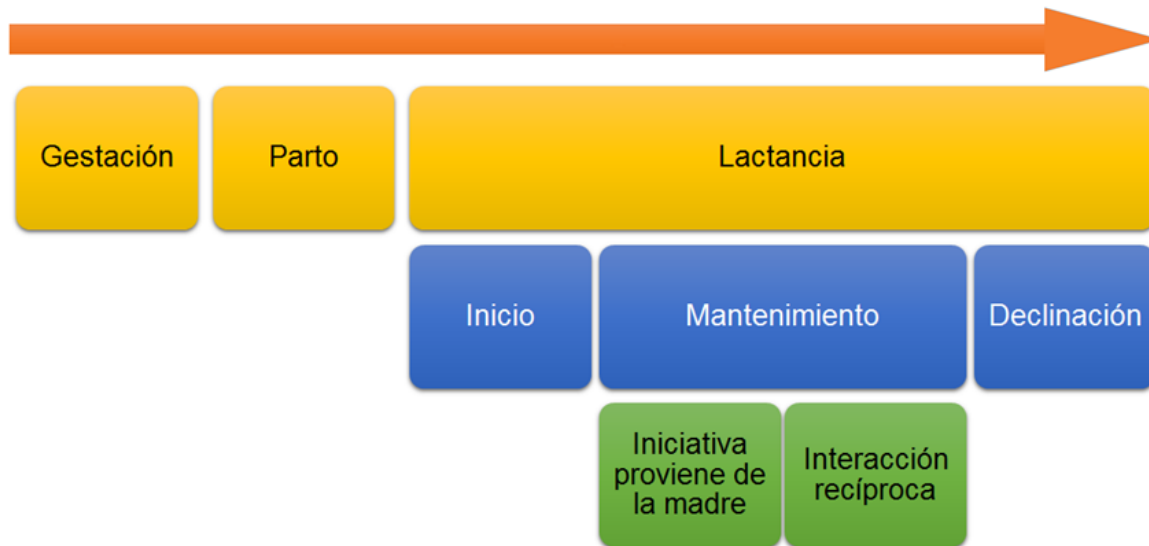 Gestación
Parto
Lactancia
Inicio
Mantenimiento
Declinación
Iniciativa
proviene de
la madre
Interacción
recíproca